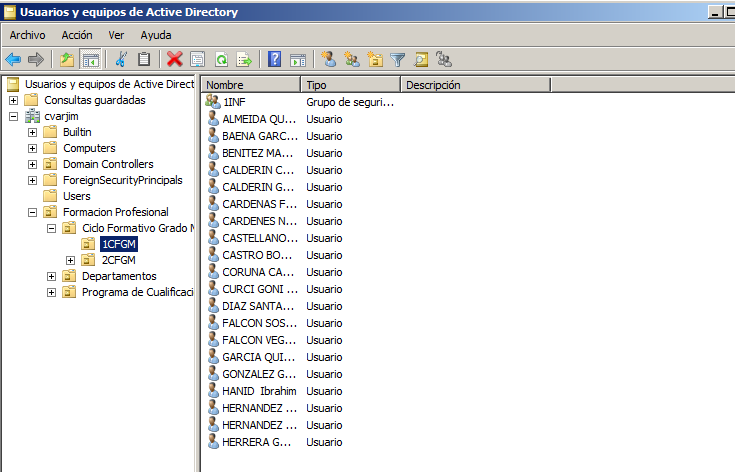 Usuarios y equipos de Active Directory
Archivo Acción Ver Ayuda
Usuarios y equipos de Active Direct
Consultas guardadas
cvarjim
Builtin
Computers
Domain Controllers
ForeignSecurityPrincipals
Users
Formacion Profesional
Ciclo Formativo Grado M
1CFGM
2CFGM
Departamentos
Programa de Cualificaci
Nombre Tipo Descripción
1INF Grupo de seguri...
ALMEIDA QU... Usuario
BAENA GARC... Usuario
BENITEZ MA... Usuario
CALDERIN C... Usuario
CALDERIN G... Usuario
CARDENAS F... Usuario
CARDENES N... Usuario
CASTELLANO... Usuario
CASTRO BO... Usuario
CORUNA CA... Usuario
CURCI GONI ... Usuario
DIAZ SANTA... Usuario
FALCON SOS... Usuario
FALCON VEG... Usuario
GARCIA QUI... Usuario
GONZALEZ G... Usuario
HANID Ibrahim Usuario
HERNANDEZ ... Usuario
HERNANDEZ ... Usuario
HERRERA G... Usuario